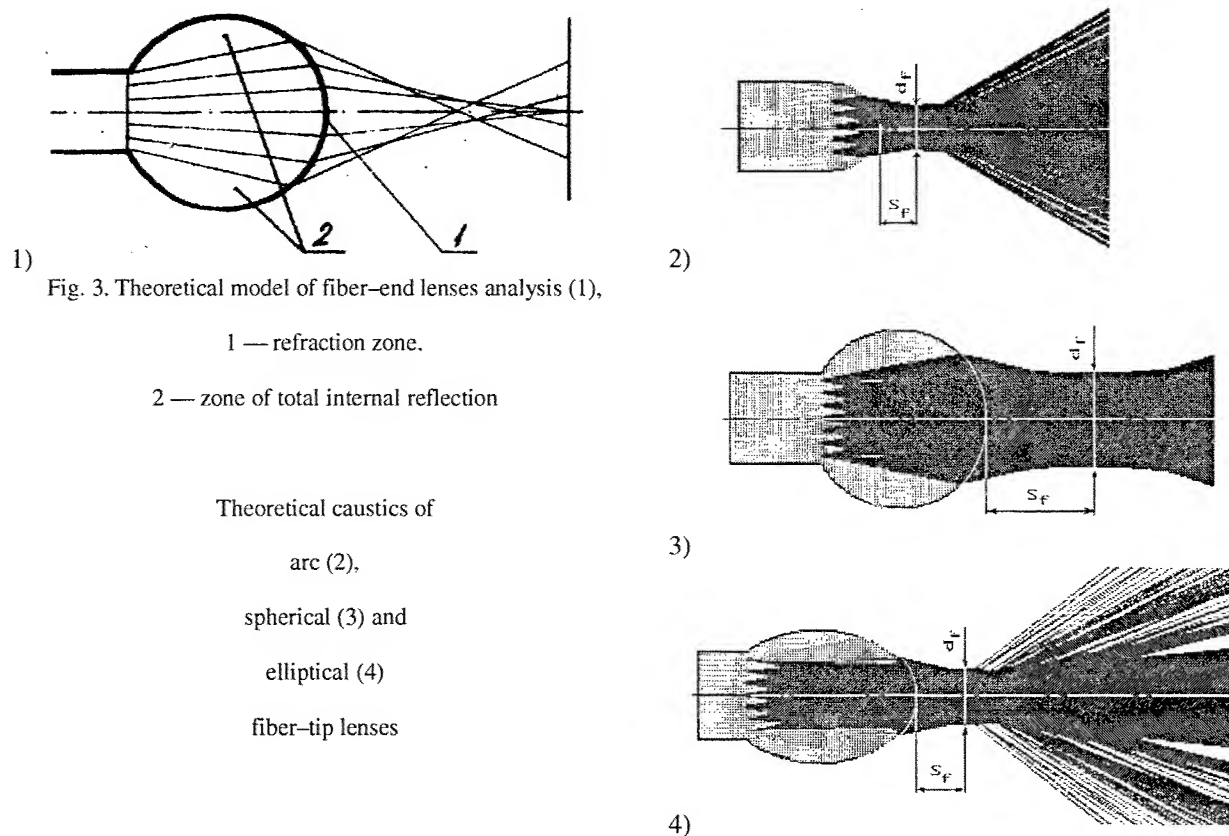 2
1
1)
Fig. 3. Theoretical model of fiber–end lenses analysis (1),
1 — refraction zone.
2 — zone of total internal reflection
Theoretical caustics of
arc (2),
spherical (3) and
elliptical (4)
fiber–tip lenses
d_f
S_f
2)
d_f
S_f
3)
d_f
S_f
4)